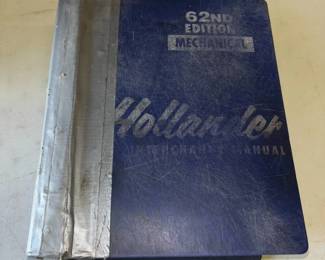 62ND
EDITION
MECHANICAL
Hollander
INTERCHANGE MANUAL